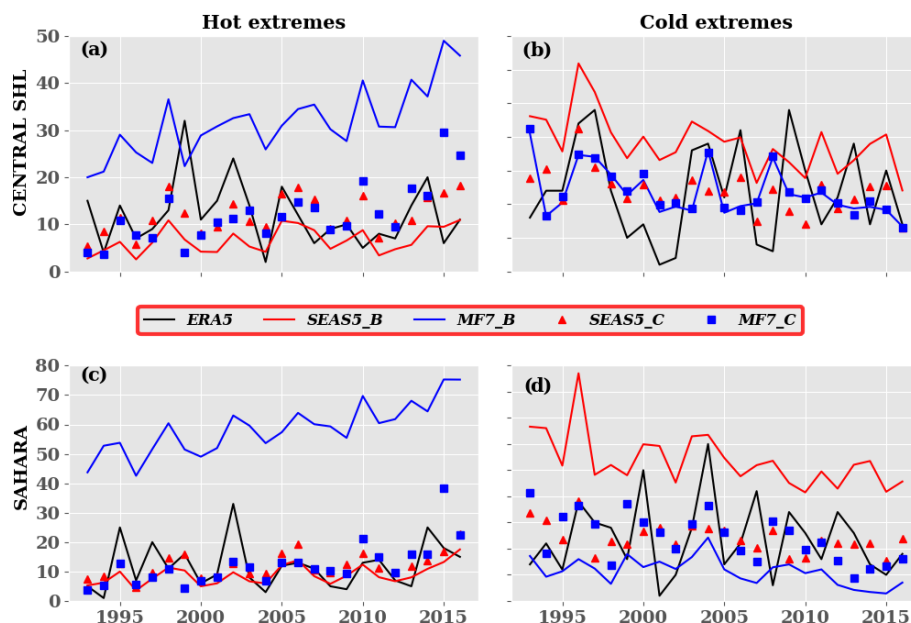 Hot extremes
Cold extremes
CENTRAL SHL
50
40
30
20
10
0
(a)
(b)
ERA5
SEAS5_B
MF7_B
SEAS5_C
MF7_C
SAHARA
80
70
60
50
40
30
20
10
0
(c)
(d)
1995
2000
2005
2010
2015
1995
2000
2005
2010
2015